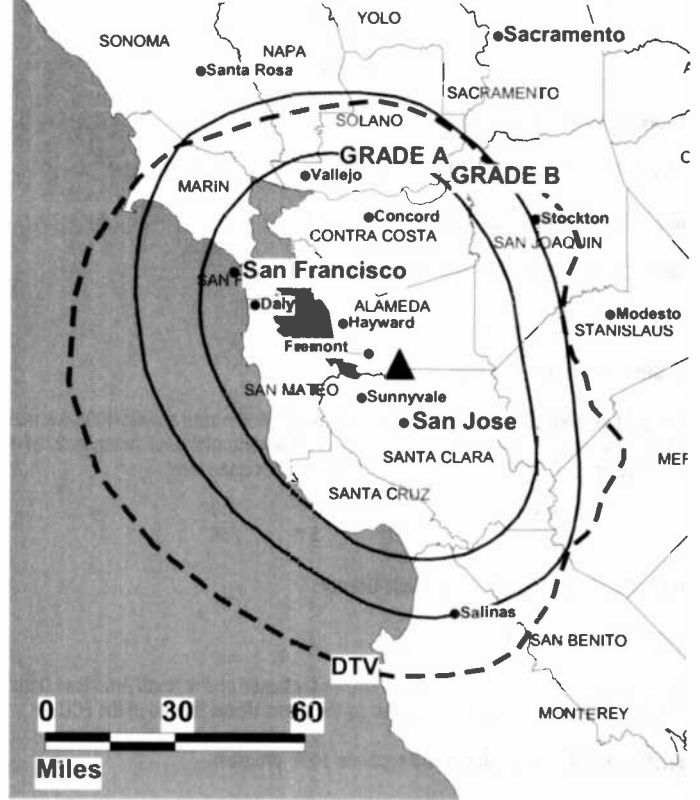 YOLO
SONOMA
Sacramento
NAPA
Santa Rosa
SACRAMENTO
SOLANO
GRADE A
GRADE B
Vallejo
MARIN
Concord
Stockton
CONTRA COSTA
SAN JOAQUIN
San Francisco
SAN F
Daly
ALAMEDA
Modesto
Hayward
STANISLAUS
Fremont
SAN MATEO
Sunnyvale
San Jose
SANTA CLARA
MER
SANTA CRUZ
Salinas
SAN BENITO
DTV
0 30 60
MONTEREY
Miles